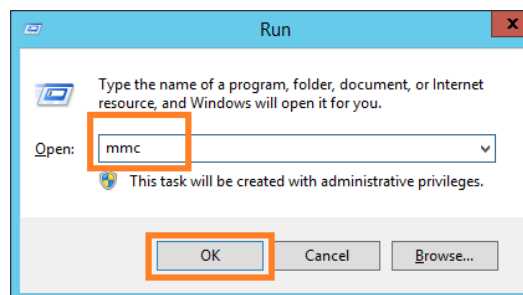 Run
x
Type the name of a program, folder, document, or Internet
resource, and Windows will open it for you.
Open:
mmc
This task will be created with administrative privileges.
OK
Cancel
Browse...